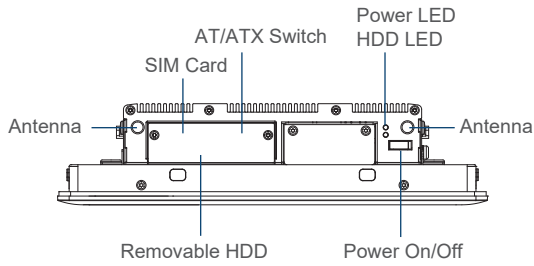 Power LED
HDD LED
AT/ATX Switch
SIM Card
Antenna
Antenna
Removable HDD
Power On/Off